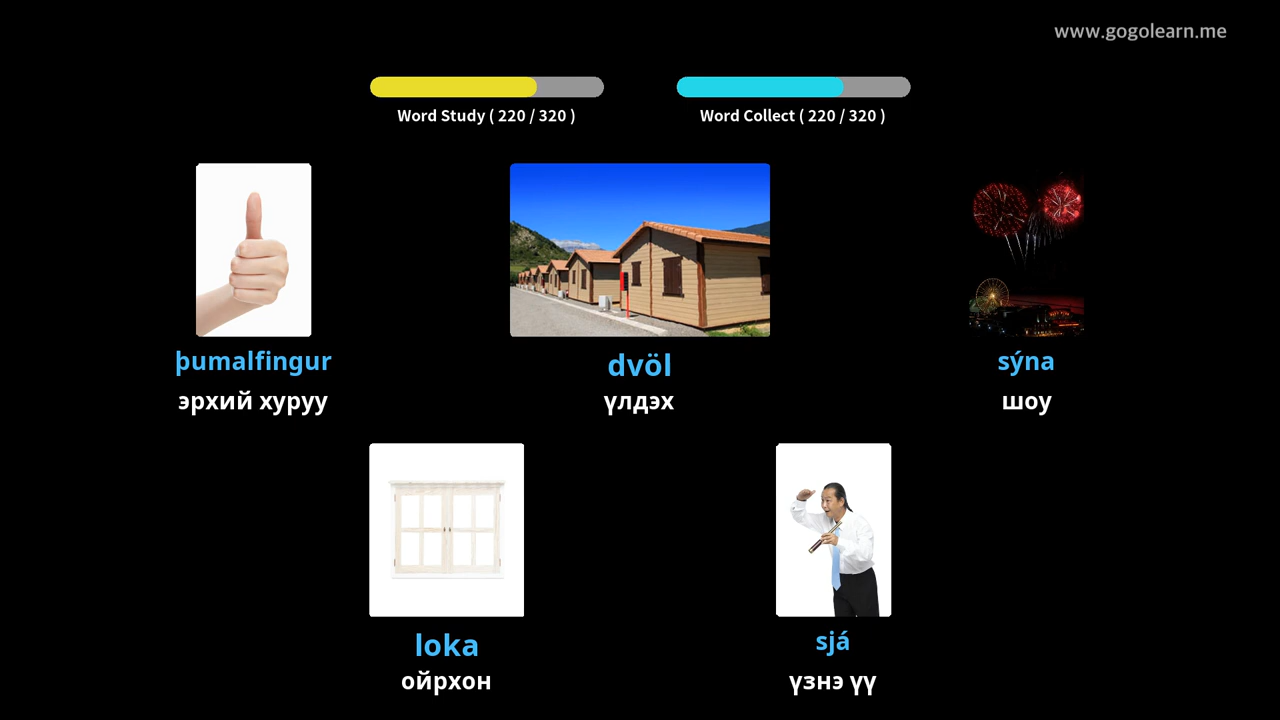 www.gogolearn.me
Word Study ( 220 / 320 )
Word Collect ( 220 / 320 )
þumalfingur
эрхий хуруу
dvöl
үлдэх
sýna
шоу
loka
ойрхон
sjá
үзнэ үү